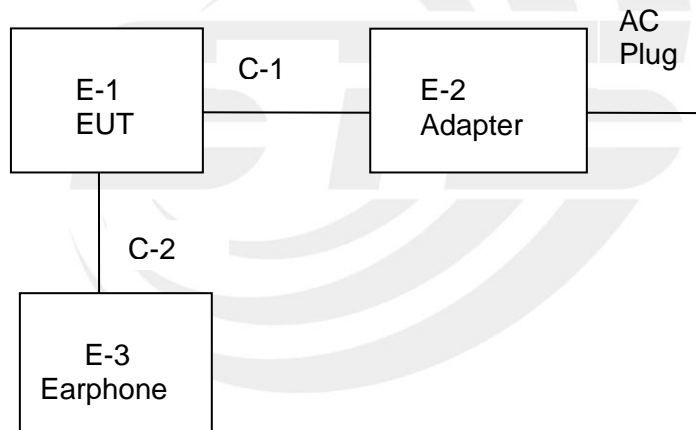 AC
Plug
C-1
E-1
EUT
E-2
Adapter
C-2
E-3
Earphone